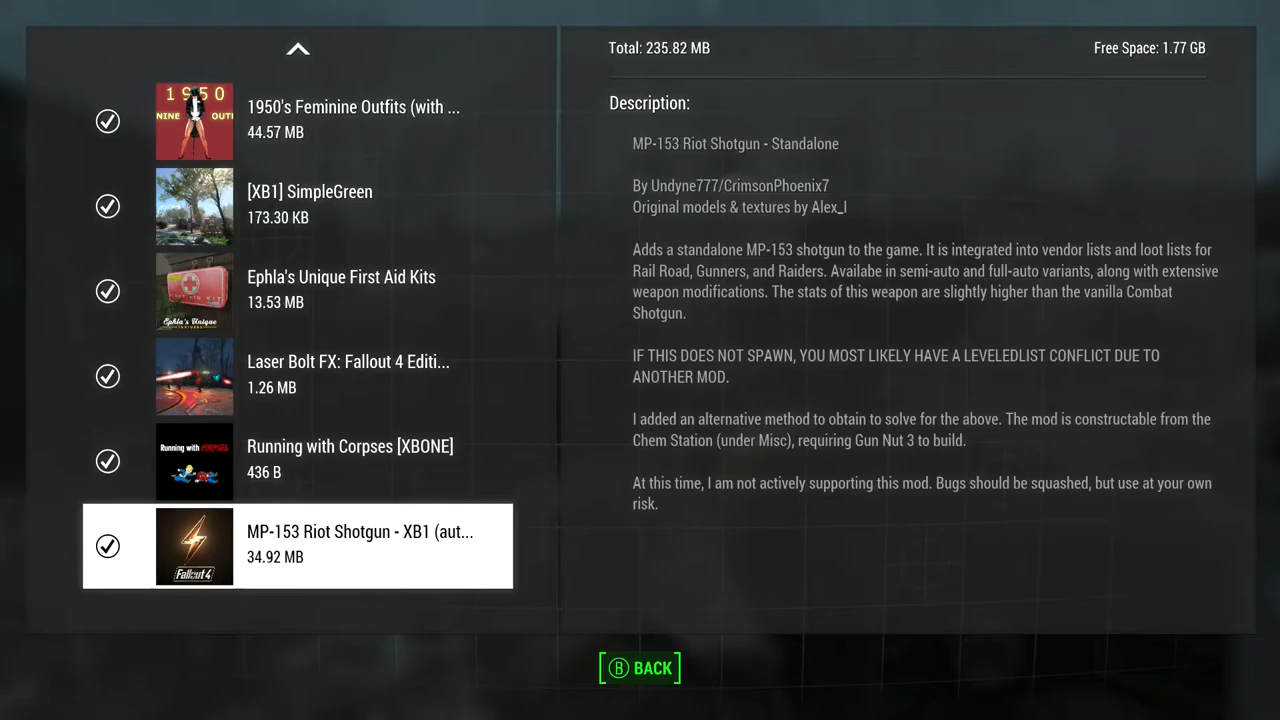 Total: 235.82 MB
Free Space: 1.77 GB
1950
NINE OUTI
1950's Feminine Outfits (with ...
44.57 MB
[XB1] SimpleGreen
173.30 KB
Ephla's Unique
Ephla's Unique First Aid Kits
13.53 MB
Laser Bolt FX: Fallout 4 Editi...
1.26 MB
Running with CORPSES
Running with Corpses [XBONE]
436 B
Fallout 4
MP-153 Riot Shotgun - XB1 (aut...
34.92 MB
Description:
MP-153 Riot Shotgun - Standalone
By Undyne777/CrimsonPhoenix7
Original models & textures by Alex_I
Adds a standalone MP-153 shotgun to the game. It is integrated into vendor lists and loot lists for
Rail Road, Gunners, and Raiders. Availabe in semi-auto and full-auto variants, along with extensive
weapon modifications. The stats of this weapon are slightly higher than the vanilla Combat
Shotgun.
IF THIS DOES NOT SPAWN, YOU MOST LIKELY HAVE A LEVELEDLIST CONFLICT DUE TO
ANOTHER MOD.
I added an alternative method to obtain to solve for the above. The mod is constructable from the
Chem Station (under Misc), requiring Gun Nut 3 to build.
At this time, I am not actively supporting this mod. Bugs should be squashed, but use at your own
risk.
B BACK